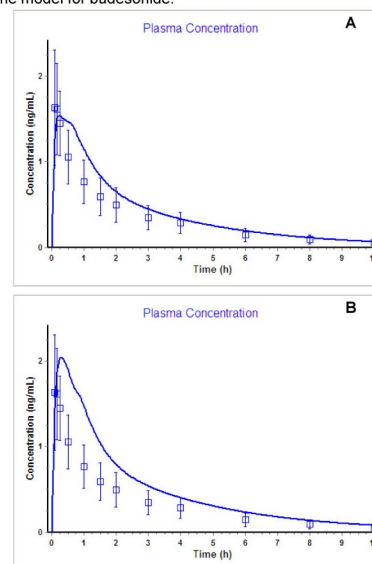 model for budesonide.
A
Plasma Concentration
Concentration (ng/mL)
2
1
0
0 1 2 3 4 5 6 7 8 9
Time (h)
B
Plasma Concentration
Concentration (ng/mL)
2
1
0
0 1 2 3 4 5 6 7 8 9
Time (h)